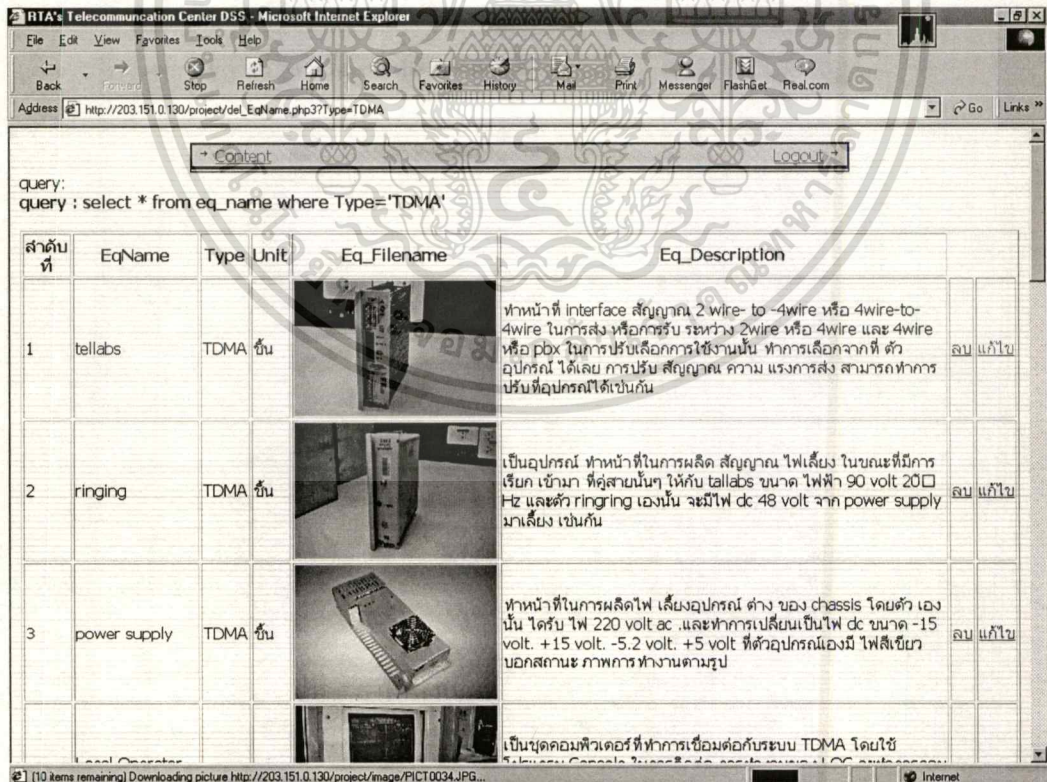 RTA's Telecommuncation Center DSS - Microsoft Internet Explorer
File Edit View Favorites Tools Help
Back Forward Stop Refresh Home Search Favorites History Mail Print Messenger FlashGet Real.com
Address http://203.151.0.130/project/del_EqName.php3?Type=TDMA Go Links »
→ Content Logout →
query:
query : select * from eq_name where Type='TDMA'
ลำดับ
ที่ EqName Type Unit Eq_Filename Eq_Description
ทำหน้าที่ interface สัญญาณ 2 wire- to -4wire หรือ 4wire-to-
4wire ในการส่ง หรือการรับ ระหว่าง 2wire หรือ 4wire และ 4wire
หรือ pbx ในการปรับเลือกการใช้งานนั้น ทำการเลือกจากที่ ตัว
อุปกรณ์ ได้เลย การปรับ สัญญาณ ความ แรงการส่ง สามารถทำการ
ปรับที่อุปกรณ์ได้เช่นกัน
1 tellabs TDMA ชิ้น ลบ แก้ไข
เป็นอุปกรณ์ ทำหน้าที่ในการผลิต สัญญาณ ไฟเลี้ยง ในขณะที่มีการ
เรียก เข้ามา ที่คู่สายนั้นๆ ให้กับ tallabs ขนาด ไฟฟ้า 90 volt 20□
Hz และตัว ringring เองนั้น จะมีไฟ dc 48 volt จาก power supply
มาเลี้ยง เช่นกัน
2 ringing TDMA ชิ้น ลบ แก้ไข
ทำหน้าที่ในการผลิตไฟ เลี้ยงอุปกรณ์ ต่าง ของ chassis โดยตัว เอง
นั้น ได้รับ ไฟ 220 volt ac .และทำการเปลี่ยนเป็นไฟ dc ขนาด -15
volt. +15 volt. -5.2 volt. +5 volt ที่ตัวอุปกรณ์เองมี ไฟสีเขียว
บอกสถานะ ภาพการ ทำงานตามรูป
3 power supply TDMA ชิ้น ลบ แก้ไข
เป็นชุดคอมพิวเตอร์ที่ทำการเชื่อมต่อกับระบบ TDMA โดยใช้
Local Operator
[10 items remaining] Downloading picture http://203.151.0.130/project/image/PICT0034.JPG... Internet